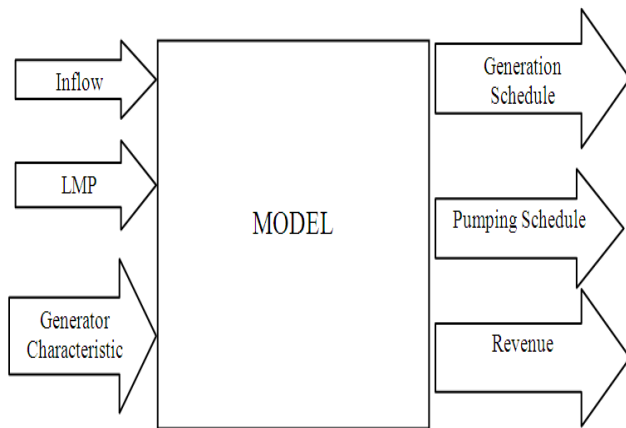 Inflow
LMP
Generator
Characteristic
MODEL
Generation
Schedule
Pumping Schedule
Revenue